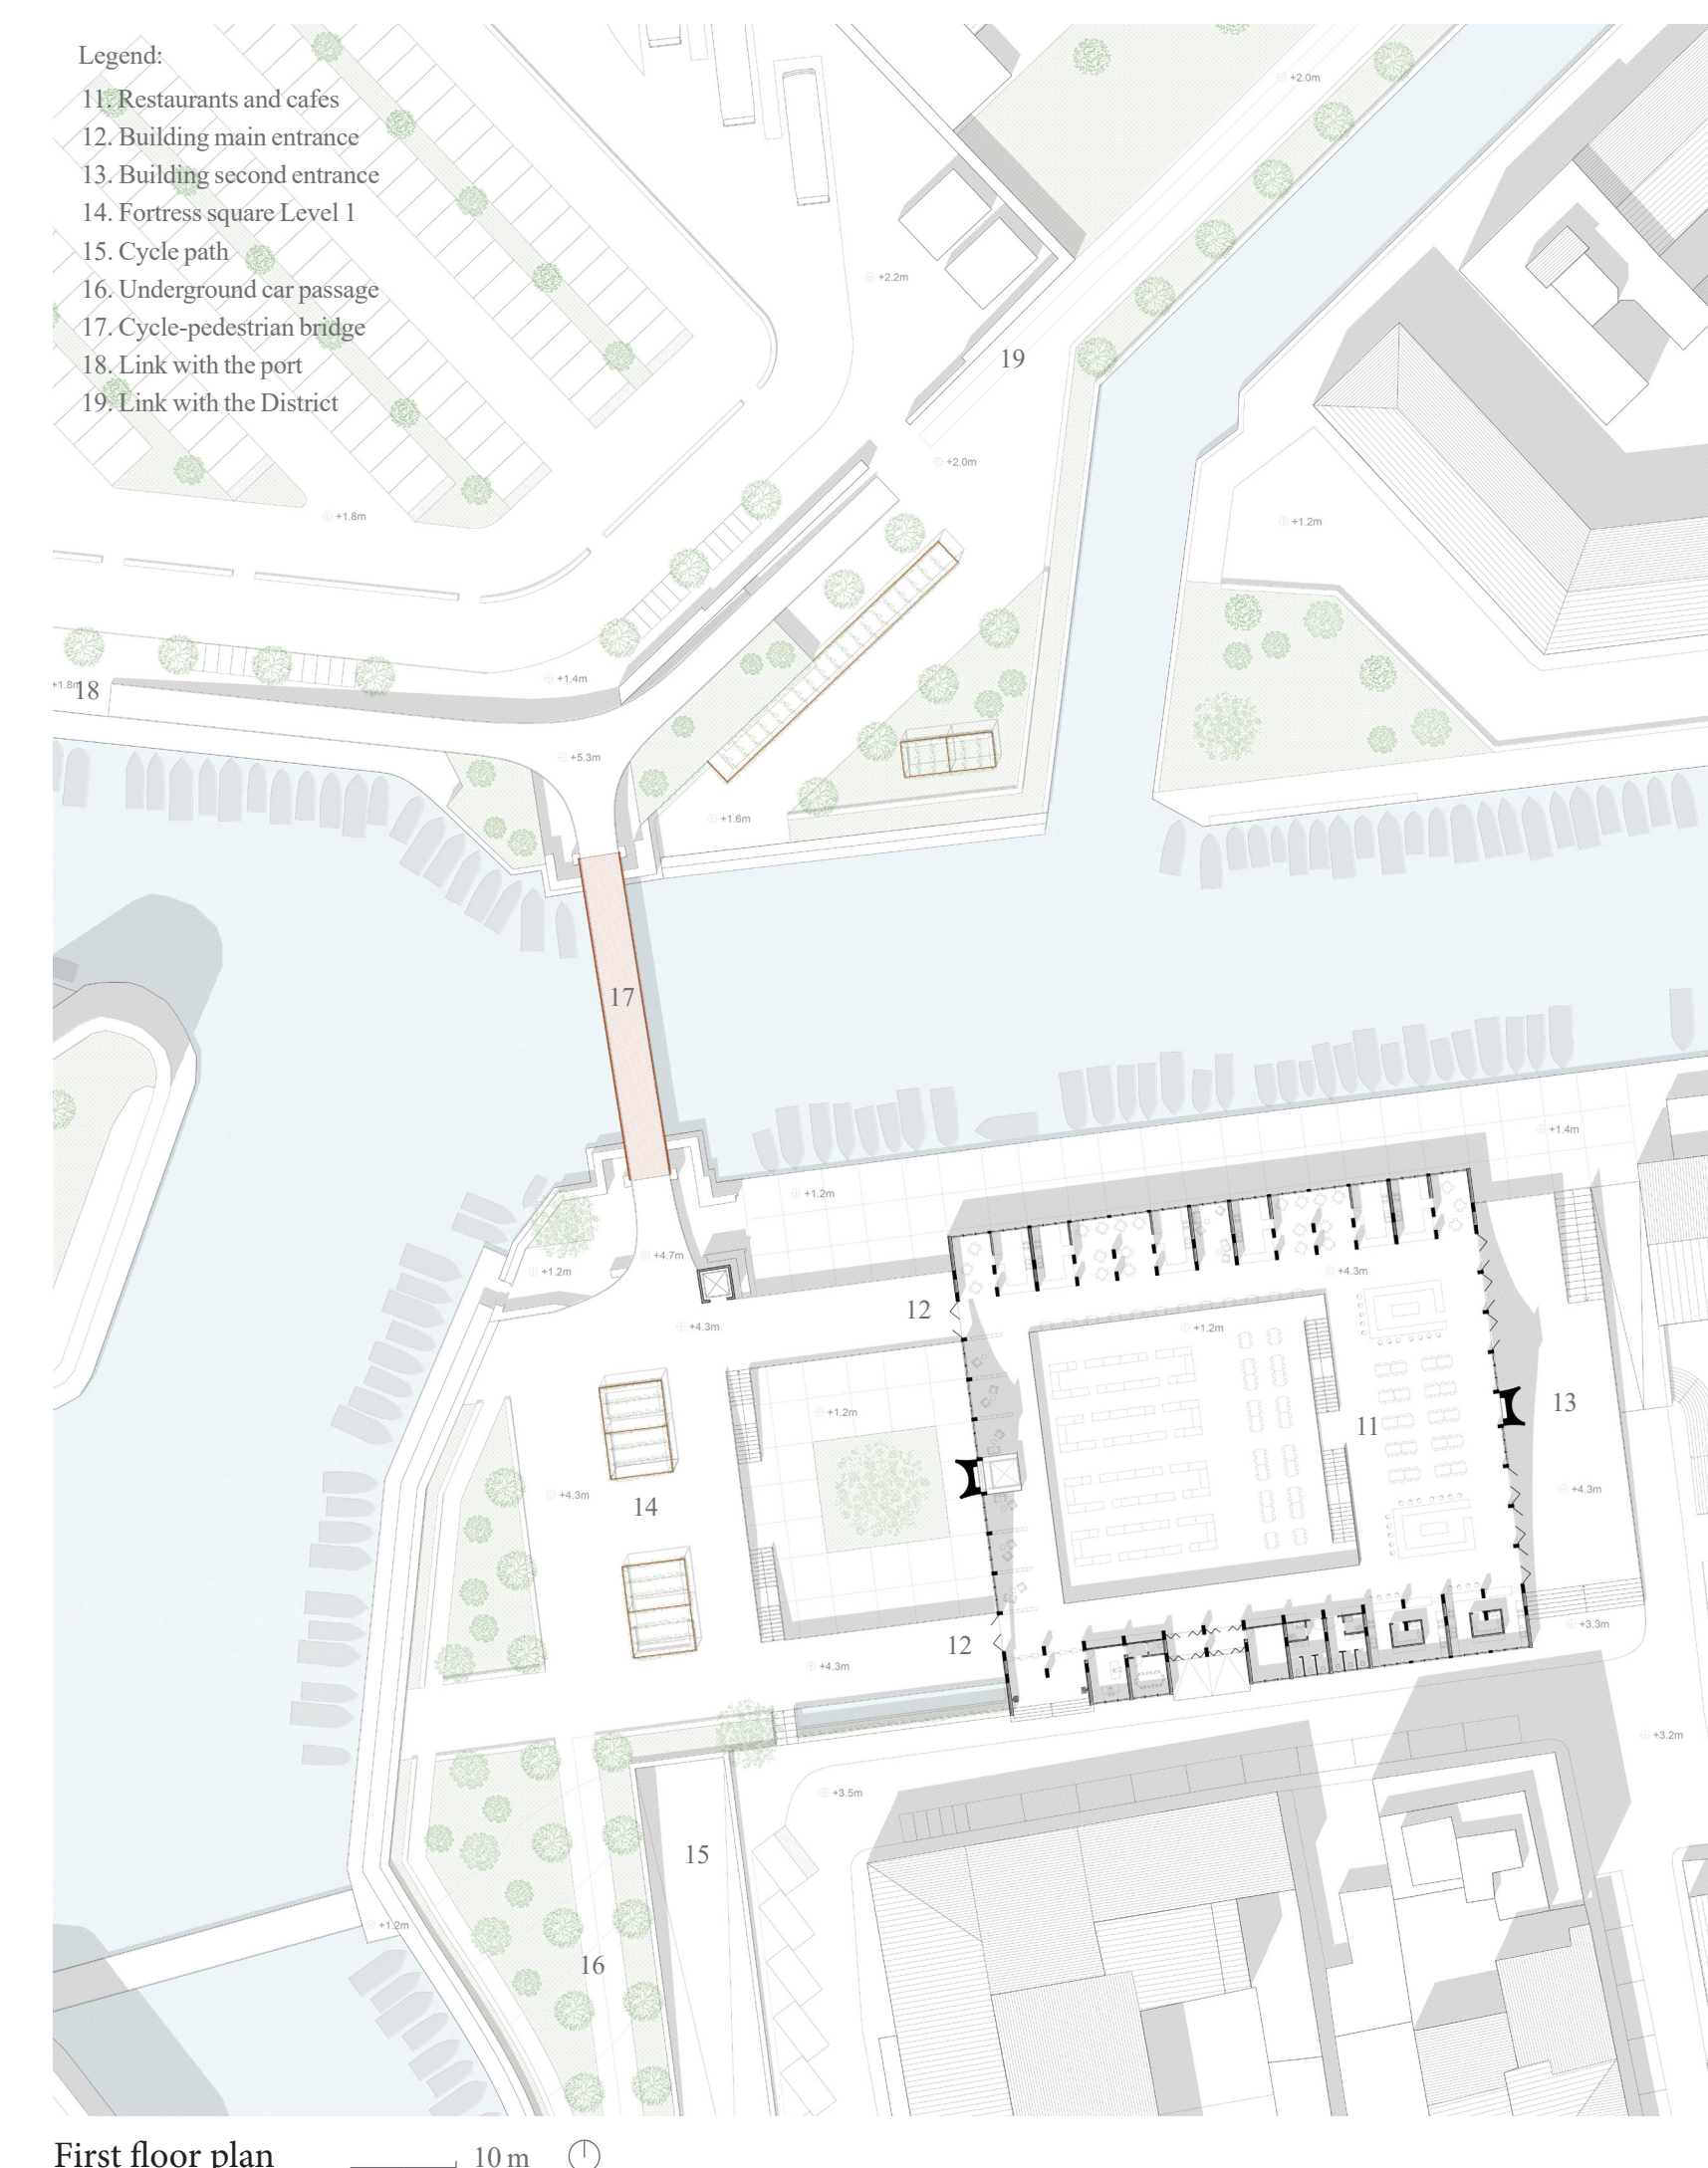 Legend:
11. Restaurants and cafes
12. Building main entrance
13. Building second entrance
14. Fortress square Level 1
15. Cycle path
16. Underground car passage
17. Cycle-pedestrian bridge
18. Link with the port
19. Link with the District
+2.0m
+2.2m
19
+2.0m
+1.8m
+1.2m
+1.8m
18
+1.4m
+5.3m
+1.6m
17
+1.4m
+1.2m
+4.7m
+1.2m
+4.3m
12
+4.3m
+1.2m
13
+1.2m
11
+4.3m
+4.3m
14
+3.3m
12
+4.3m
+3.2m
+3.5m
15
+1.2m
16
First floor plan
10 m